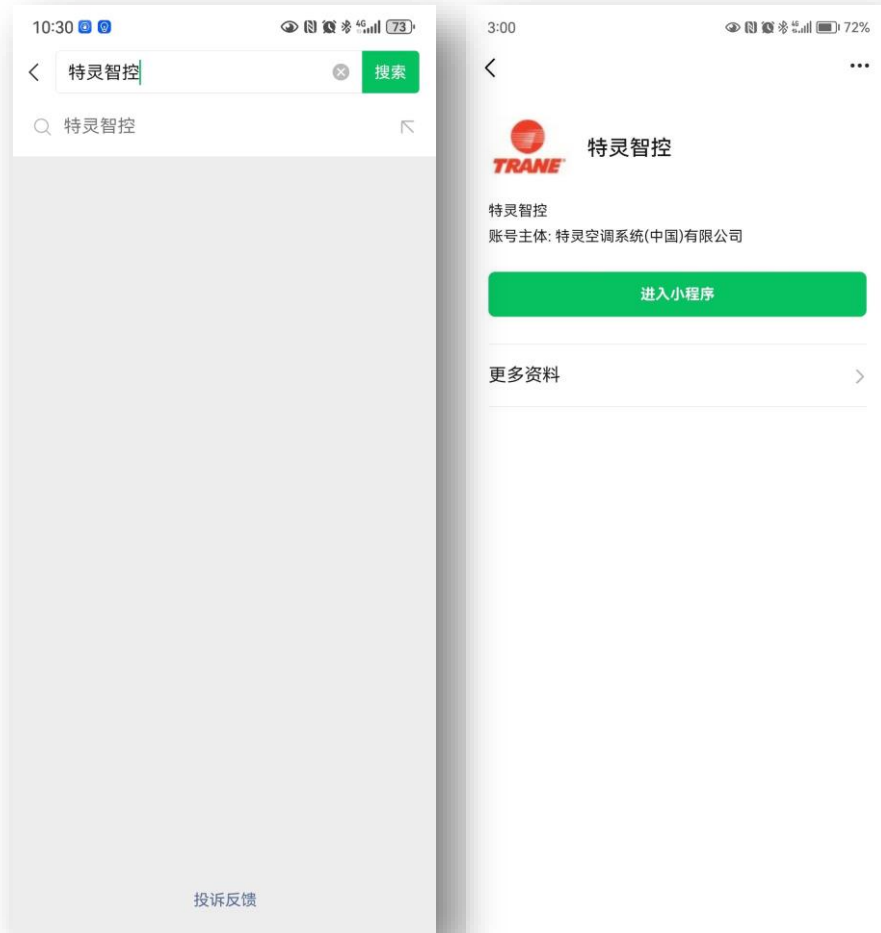 10:30
4G
73
特灵智控
搜索
特灵智控
投诉反馈
3:00
72%
TRANE
特灵智控
特灵智控
账号主体: 特灵空调系统(中国)有限公司
进入小程序
更多资料